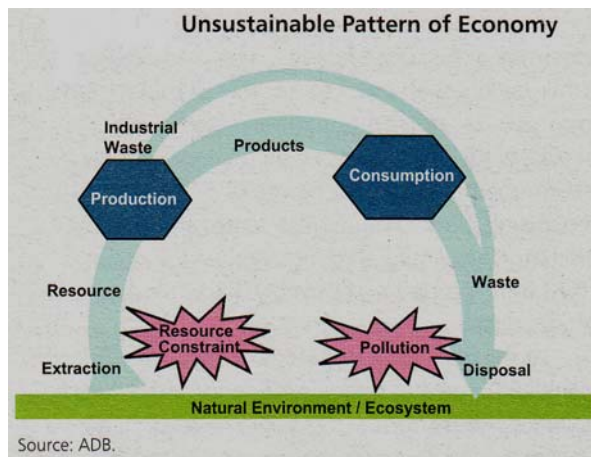 Unsustainable Pattern of Economy
Industrial
Waste
Products
Production
Consumption
Resource
Waste
Resource
Constraint
Pollution
Extraction
Disposal
Natural Environment / Ecosystem
Source: ADB.